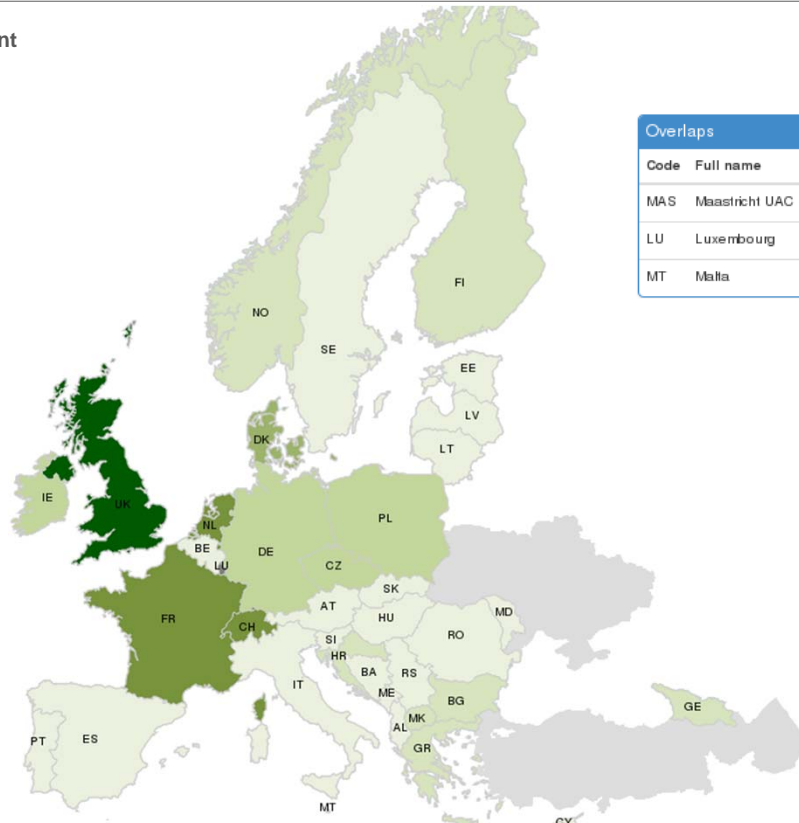 nt
Overlaps
Code Full name
MAS Maastricht UAC
LU Luxembourg
MT Malta
NO
FI
SE
EE
LV
LT
DK
IE
UK
NL
PL
BE
DE
LU
CZ
SK
FR
CH
AT
HU
MD
SI
RO
HR
BA
RS
IT
ME
BG
GE
MK
AL
PT
ES
GR
MT